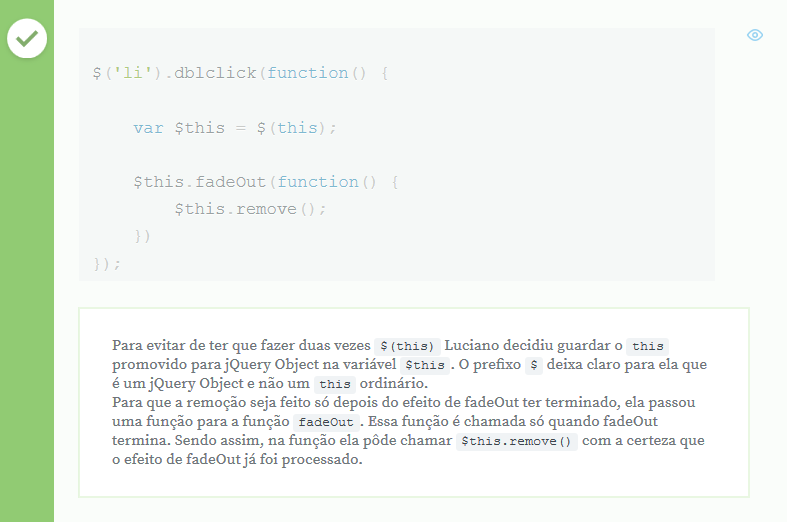 $('li').dblclick(function() {
var $this = $(this);
$this.fadeOut(function() {
$this.remove();
})
});
Para evitar de ter que fazer duas vezes $(this) Luciano decidiu guardar o this
promovido para jQuery Object na variável $this. O prefixo $ deixa claro para ela que
é um jQuery Object e não um this ordinário.
Para que a remoção seja feito só depois do efeito de fadeOut ter terminado, ela passou
uma função para a função fadeOut. Essa função é chamada só quando fadeOut
termina. Sendo assim, na função ela pôde chamar $this.remove() com a certeza que
o efeito de fadeOut já foi processado.